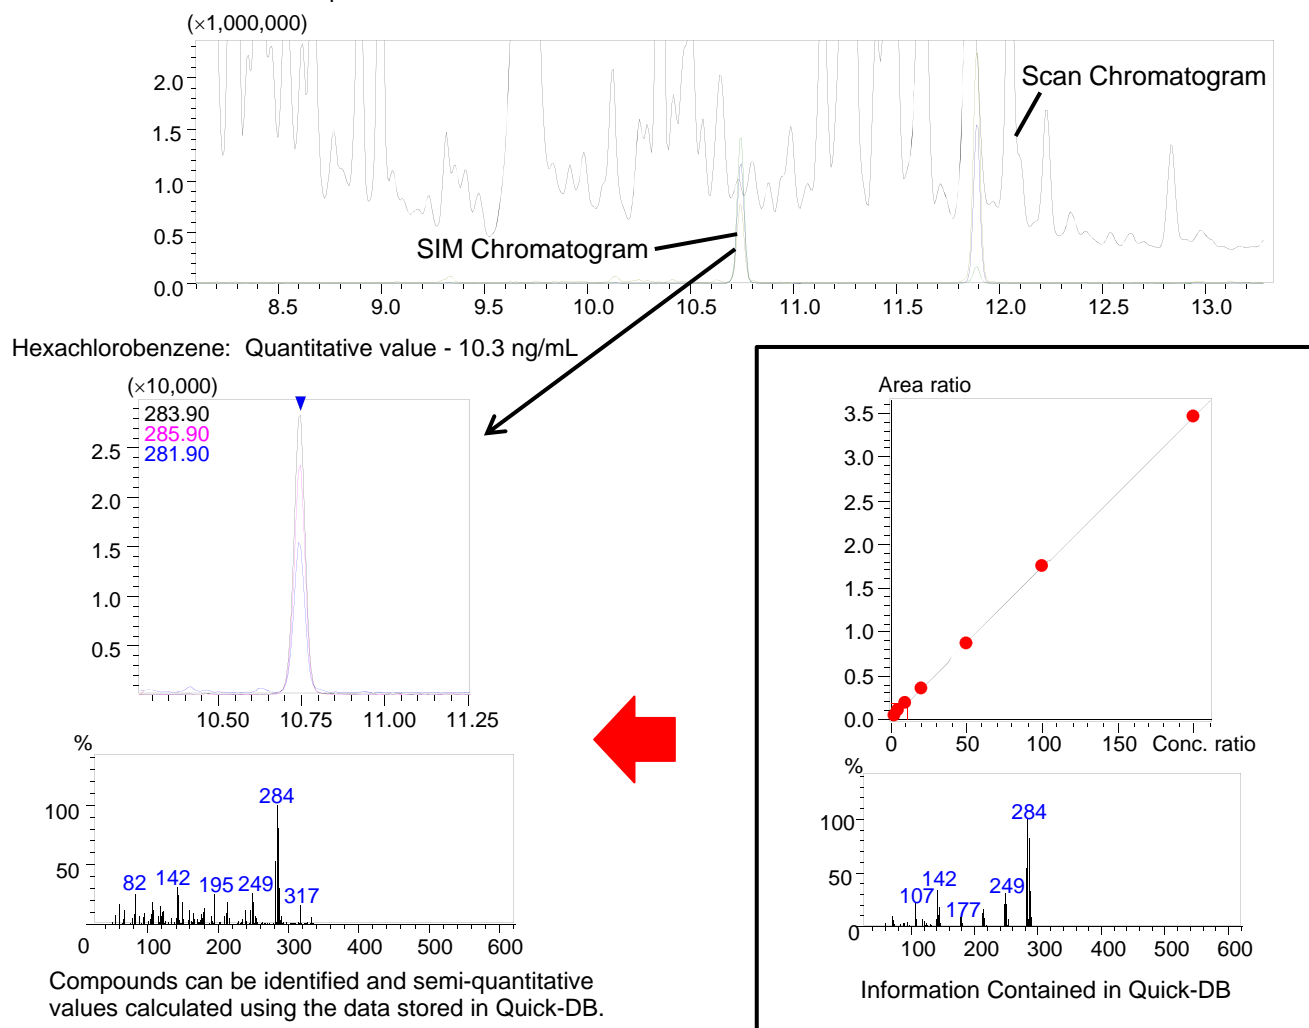 (×1,000,000)
2.0
1.5
1.0
0.5
0.0
Scan Chromatogram
SIM Chromatogram
8.5 9.0 9.5 10.0 10.5 11.0 11.5 12.0 12.5 13.0
Hexachlorobenzene: Quantitative value - 10.3 ng/mL
(×10,000)
283.90
285.90
281.90
2.5
2.0
1.5
1.0
0.5
10.50 10.75 11.00 11.25
%
100
50
284
82 142 195 249 317
0 100 200 300 400 500 600
Compounds can be identified and semi-quantitative
values calculated using the data stored in Quick-DB.
Area ratio
3.5
3.0
2.5
2.0
1.5
1.0
0.5
0.0
0 50 100 150 Conc. ratio
%
100
50
0
284
107 142 177 249
100 200 300 400 500 600
Information Contained in Quick-DB